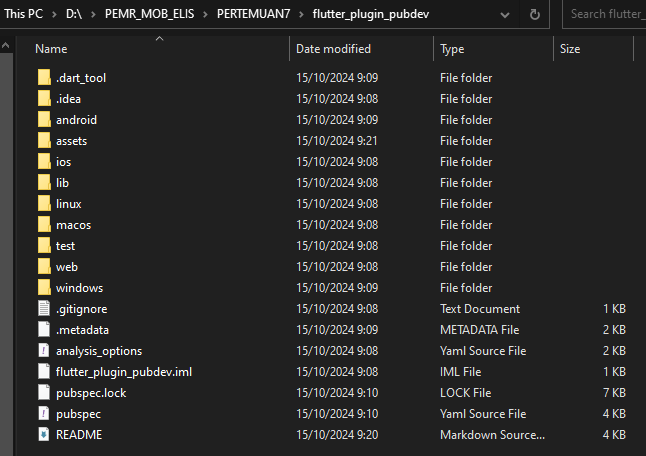 This PC > D:\ > PEMR_MOB_ELIS > PERTEMUAN7 > flutter_plugin_pubdev Search flutter_
Name Date modified Type Size
.dart_tool 15/10/2024 9:09 File folder
.idea 15/10/2024 9:08 File folder
android 15/10/2024 9:09 File folder
assets 15/10/2024 9:21 File folder
ios 15/10/2024 9:08 File folder
lib 15/10/2024 9:08 File folder
linux 15/10/2024 9:08 File folder
macos 15/10/2024 9:08 File folder
test 15/10/2024 9:08 File folder
web 15/10/2024 9:08 File folder
windows 15/10/2024 9:09 File folder
.gitignore 15/10/2024 9:08 Text Document 1 KB
.metadata 15/10/2024 9:09 METADATA File 2 KB
analysis_options 15/10/2024 9:08 Yaml Source File 2 KB
flutter_plugin_pubdev.iml 15/10/2024 9:08 IML File 1 KB
pubspec.lock 15/10/2024 9:10 LOCK File 7 KB
pubspec 15/10/2024 9:10 Yaml Source File 4 KB
README 15/10/2024 9:20 Markdown Source... 4 KB